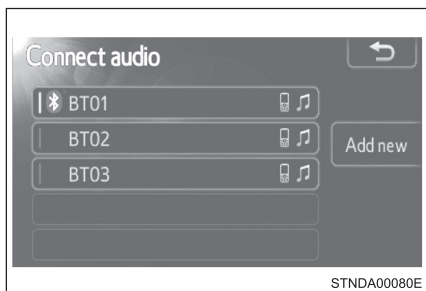 Connect audio
BT01
BT02
Add new
BT03
STNDA00080E